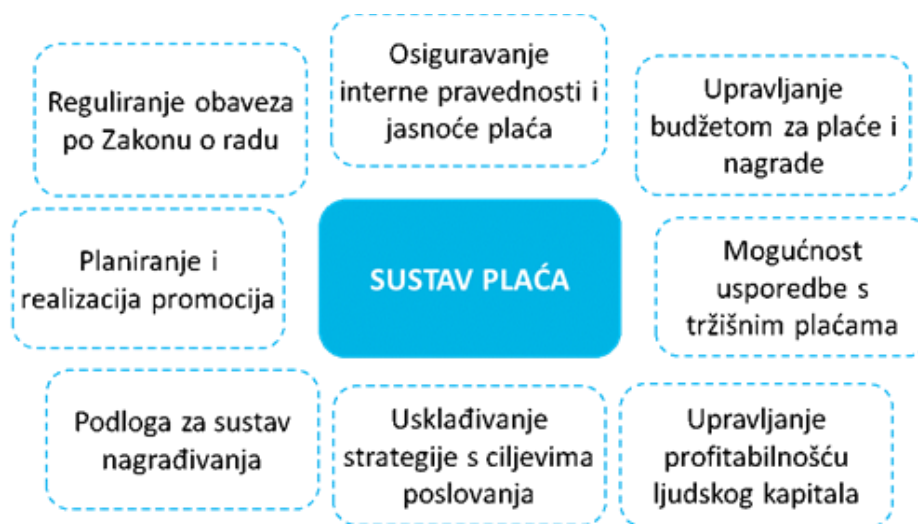 Osiguravanje
interne pravednosti i
jasnoće plaća
Reguliranje obaveza
po Zakonu o radu
Upravljanje
budžetom za plaće i
nagrade
Planiranje i
realizacija promocija
SUSTAV PLAĆA
Mogućnost
usporedbe s
tržišnim plaćama
Podloga za sustav
nagrađivanja
Usklađivanje
strategije s ciljevima
poslovanja
Upravljanje
profitabilnošću
ljudskog kapitala